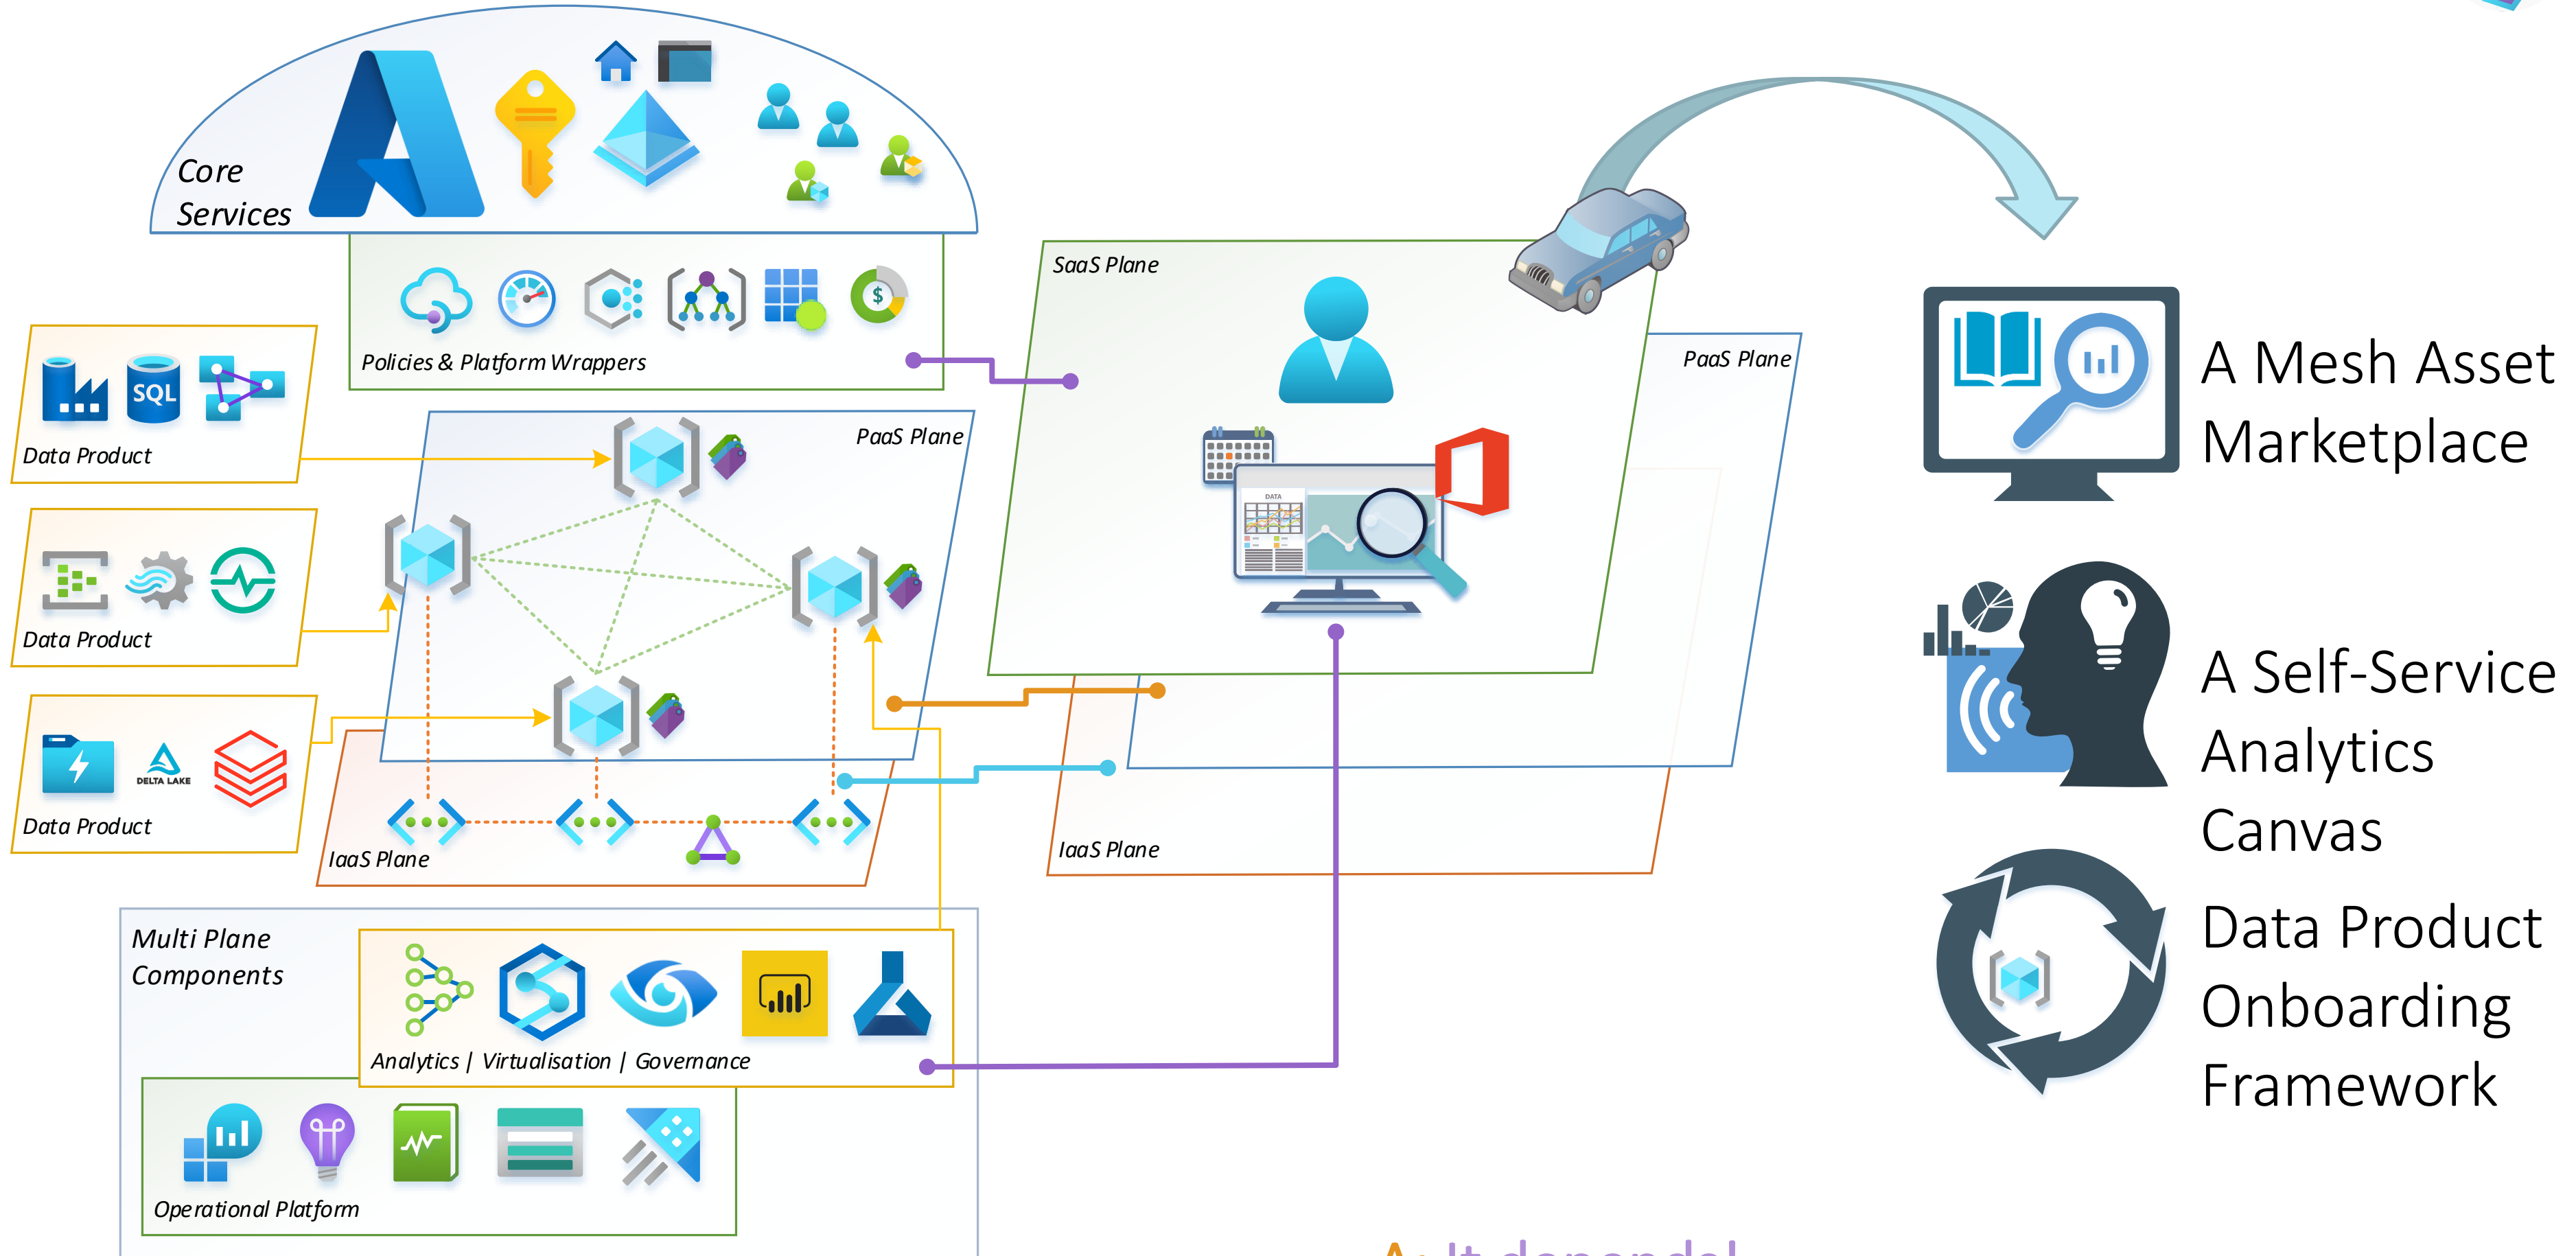 Core
Services
Policies & Platform Wrappers
SQL
Data Product
Data Product
DELTA LAKE
Data Product
PaaS Plane
IaaS Plane
Multi Plane
Components
Analytics | Virtualisation | Governance
Operational Platform
SaaS Plane
DATA
PaaS Plane
IaaS Plane
A Mesh Asset
Marketplace
A Self-Service
Analytics
Canvas
Data Product
Onboarding
Framework
A: It depends!